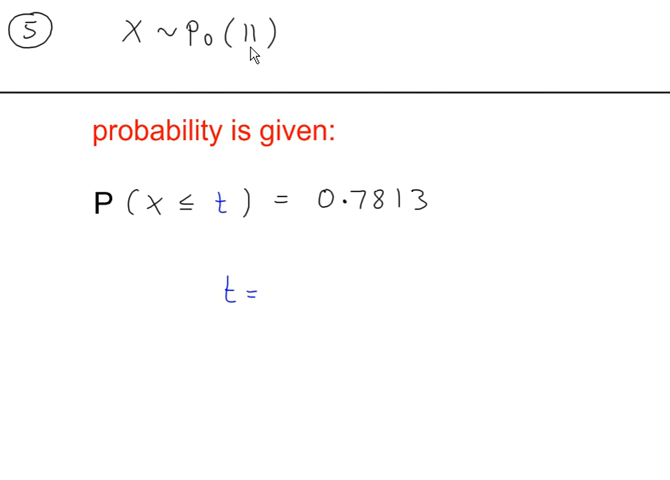 5 X ~ Po (11)
probability is given:
P (X ≤ t) = 0.7813
t =